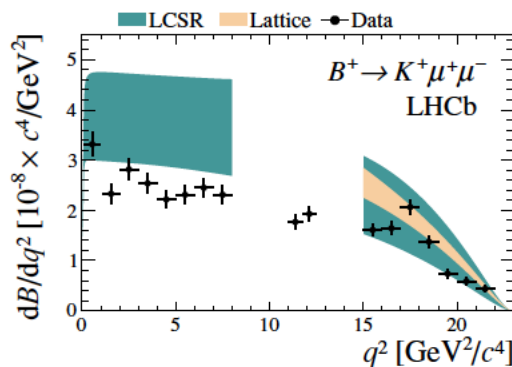 LCSR Lattice Data
B⁺ → K⁺μ⁺μ⁻
LHCb
dB/dq² [10⁻⁸ × c⁴/GeV²]
5
4
3
2
1
0
0 5 10 15 20
q² [GeV²/c⁴]